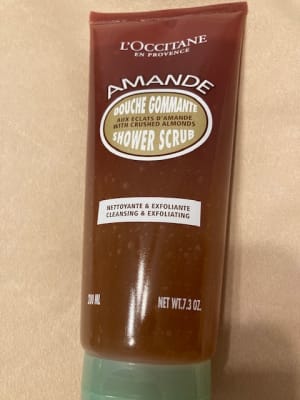 L'OCCITANE
EN PROVENCE
AMANDE
DOUCHE GOMMANTE
AUX ECLATS D'AMANDE
WITH CRUSHED ALMONDS
SHOWER SCRUB
NETTOYANTE & EXFOLIANTE
CLEANSING & EXFOLIATING
200 ML
NET WT.7.3 OZ.